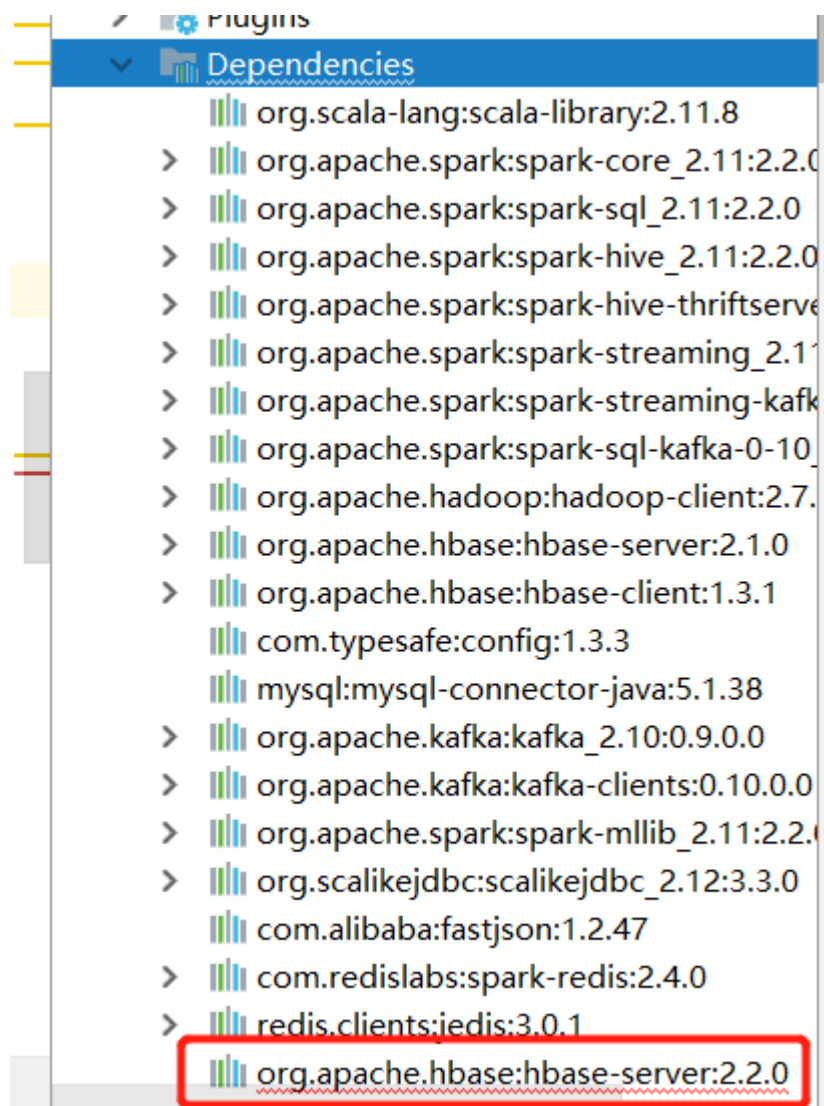 Plugins
Dependencies
org.scala-lang:scala-library:2.11.8
org.apache.spark:spark-core_2.11:2.2.0
org.apache.spark:spark-sql_2.11:2.2.0
org.apache.spark:spark-hive_2.11:2.2.0
org.apache.spark:spark-hive-thriftserve
org.apache.spark:spark-streaming_2.11
org.apache.spark:spark-streaming-kafk
org.apache.spark:spark-sql-kafka-0-10_
org.apache.hadoop:hadoop-client:2.7.
org.apache.hbase:hbase-server:2.1.0
org.apache.hbase:hbase-client:1.3.1
com.typesafe:config:1.3.3
mysql:mysql-connector-java:5.1.38
org.apache.kafka:kafka_2.10:0.9.0.0
org.apache.kafka:kafka-clients:0.10.0.0
org.apache.spark:spark-mllib_2.11:2.2.0
org.scalikejdbc:scalikejdbc_2.12:3.3.0
com.alibaba:fastjson:1.2.47
com.redislabs:spark-redis:2.4.0
redis.clients:jedis:3.0.1
org.apache.hbase:hbase-server:2.2.0